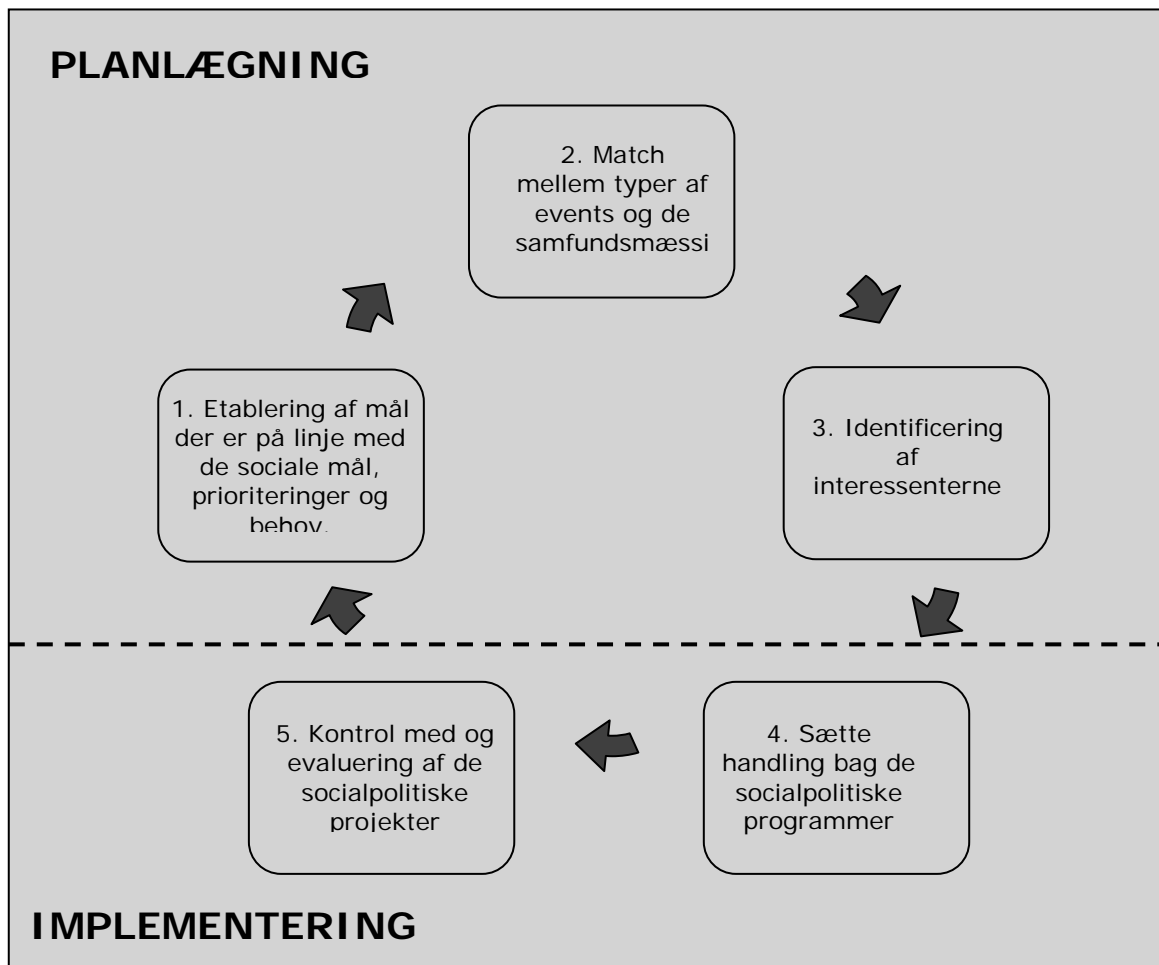 PLANLÆGNING
2. Match
mellem typer af
events og de
samfundsmæssi
1. Etablering af mål
der er på linje med
de sociale mål,
prioriteringer og
behov.
3. Identificering
af
interessenterne
5. Kontrol med og
evaluering af de
socialpolitiske
projekter
4. Sætte
handling bag de
socialpolitiske
programmer
IMPLEMENTERING